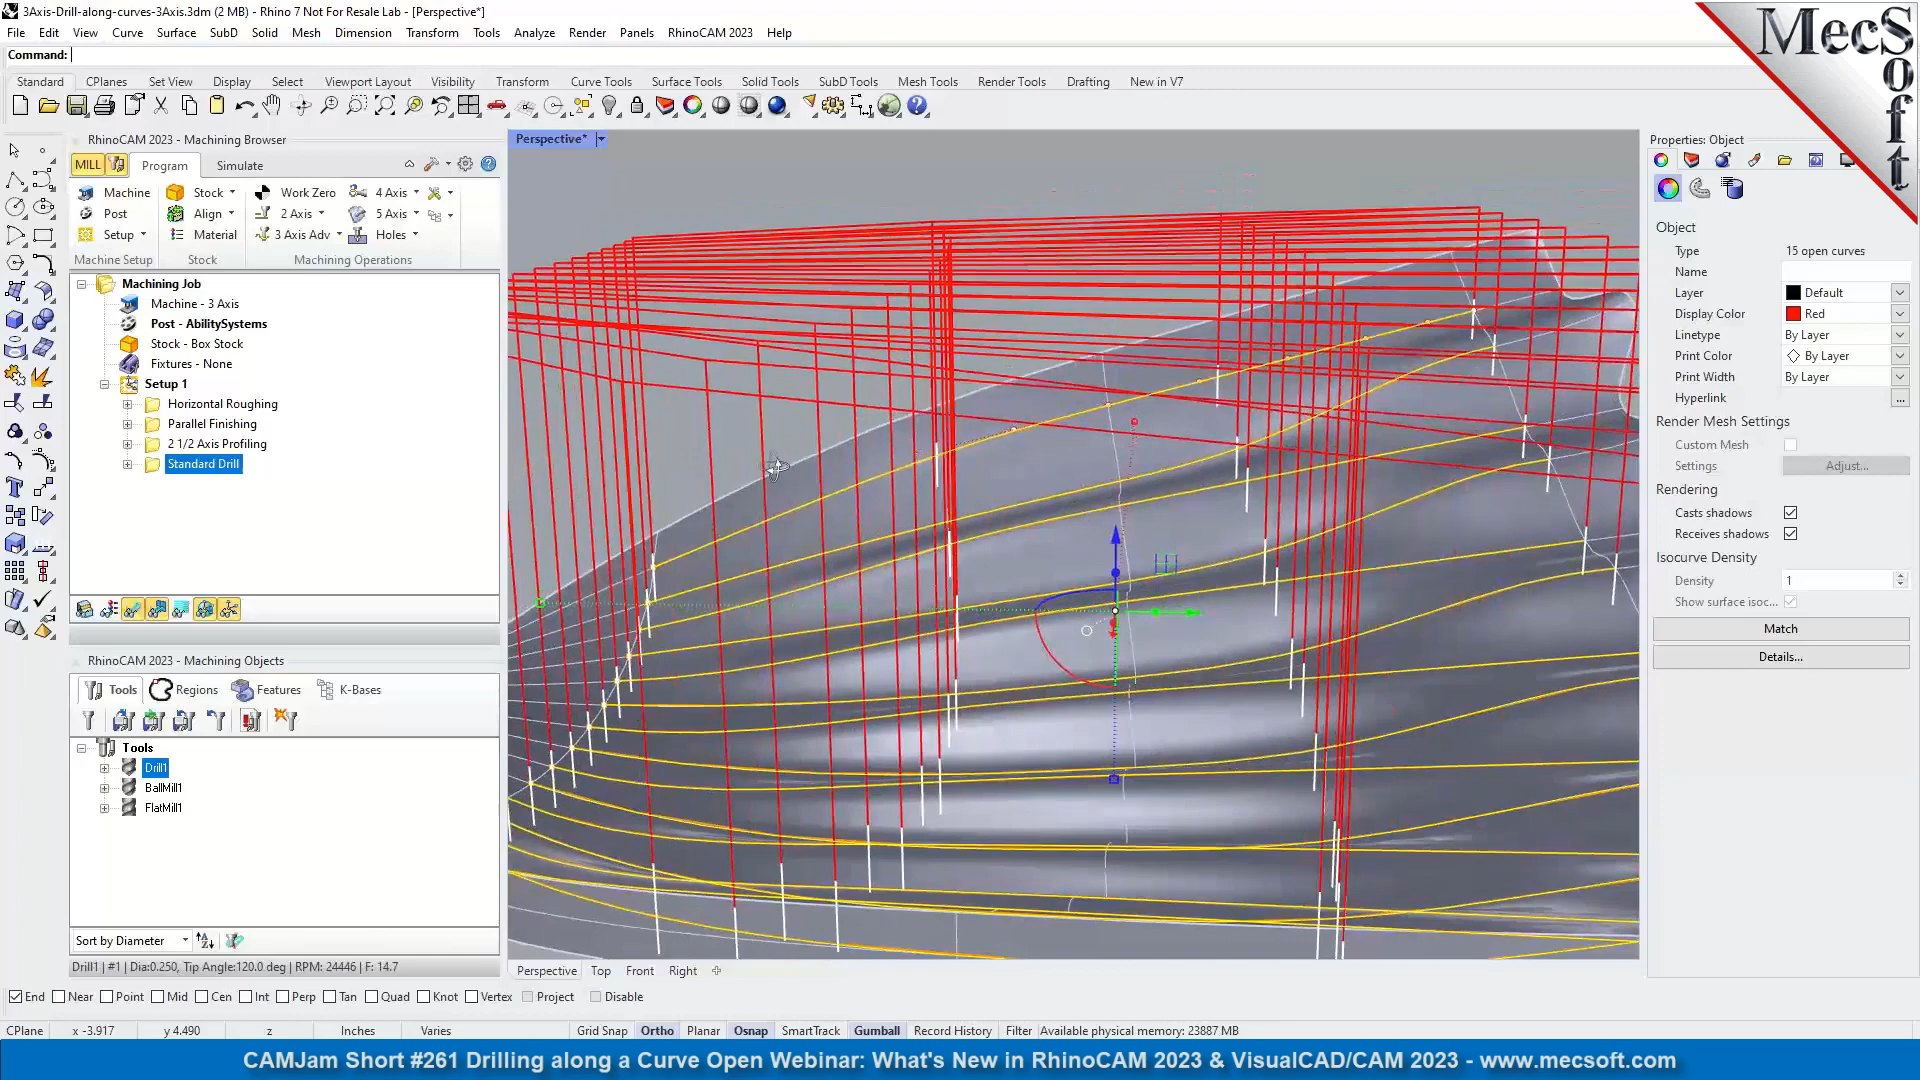 3Axis-Drill-along-curves-3Axis.3dm (2 MB) - Rhino 7 Not For Resale Lab - [Perspective*]
File Edit View Curve Surface SubD Solid Mesh Dimension Transform Tools Analyze Render Panels RhinoCAM 2023 Help
Command:
Standard CPlanes Set View Display Select Viewport Layout Visibility Transform Curve Tools Surface Tools Solid Tools SubD Tools Mesh Tools Render Tools Drafting New in V7
MecSoft
RhinoCAM 2023 - Machining Browser
MILL Program Simulate
Machine Stock Work Zero 4 Axis
Post Align 2 Axis 5 Axis
Setup Material 3 Axis Adv Holes
Machine Setup Stock Machining Operations
Machining Job
Machine - 3 Axis
Post - AbilitySystems
Stock - Box Stock
Fixtures - None
Setup 1
Horizontal Roughing
Parallel Finishing
2 1/2 Axis Profiling
Standard Drill
RhinoCAM 2023 - Machining Objects
Tools Regions Features K-Bases
Tools
Drill1
BallMill1
FlatMill1
Sort by Diameter
Drill1 | #1 | Dia:0.250, Tip Angle:120.0 deg | RPM: 24446 | F: 14.7
Perspective*
Perspective Top Front Right
Properties: Object
Object
Type 15 open curves
Name
Layer Default
Display Color Red
Linetype By Layer
Print Color By Layer
Print Width By Layer
Hyperlink ...
Render Mesh Settings
Custom Mesh
Settings Adjust...
Rendering
Casts shadows
Receives shadows
Isocurve Density
Density 1
Show surface isoc...
Match
Details...
End Near Point Mid Cen Int Perp Tan Quad Knot Vertex Project Disable
CPlane x -3.917 y 4.490 z Inches Varies Grid Snap Ortho Planar Osnap SmartTrack Gumball Record History Filter Available physical memory: 23887 MB
CAMJam Short #261 Drilling along a Curve Open Webinar: What's New in RhinoCAM 2023 & VisualCAD/CAM 2023 - www.mecsoft.com